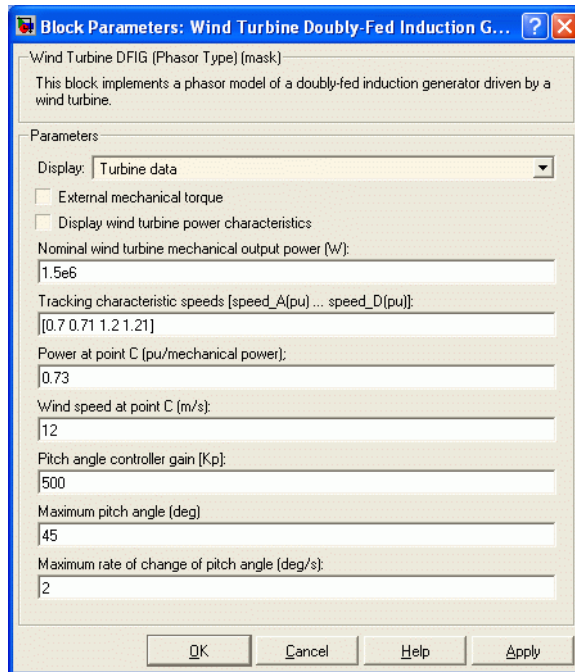 Block Parameters: Wind Turbine Doubly-Fed Induction G...
Wind Turbine DFIG (Phasor Type) (mask)
This block implements a phasor model of a doubly-fed induction generator driven by a
wind turbine.
Parameters
Display: Turbine data
External mechanical torque
Display wind turbine power characteristics
Nominal wind turbine mechanical output power (W):
1.5e6
Tracking characteristic speeds [speed_A(pu) ... speed_D(pu)]:
[0.7 0.71 1.2 1.21]
Power at point C (pu/mechanical power);
0.73
Wind speed at point C (m/s):
12
Pitch angle controller gain [Kp]:
500
Maximum pitch angle (deg)
45
Maximum rate of change of pitch angle (deg/s):
2
OK Cancel Help Apply